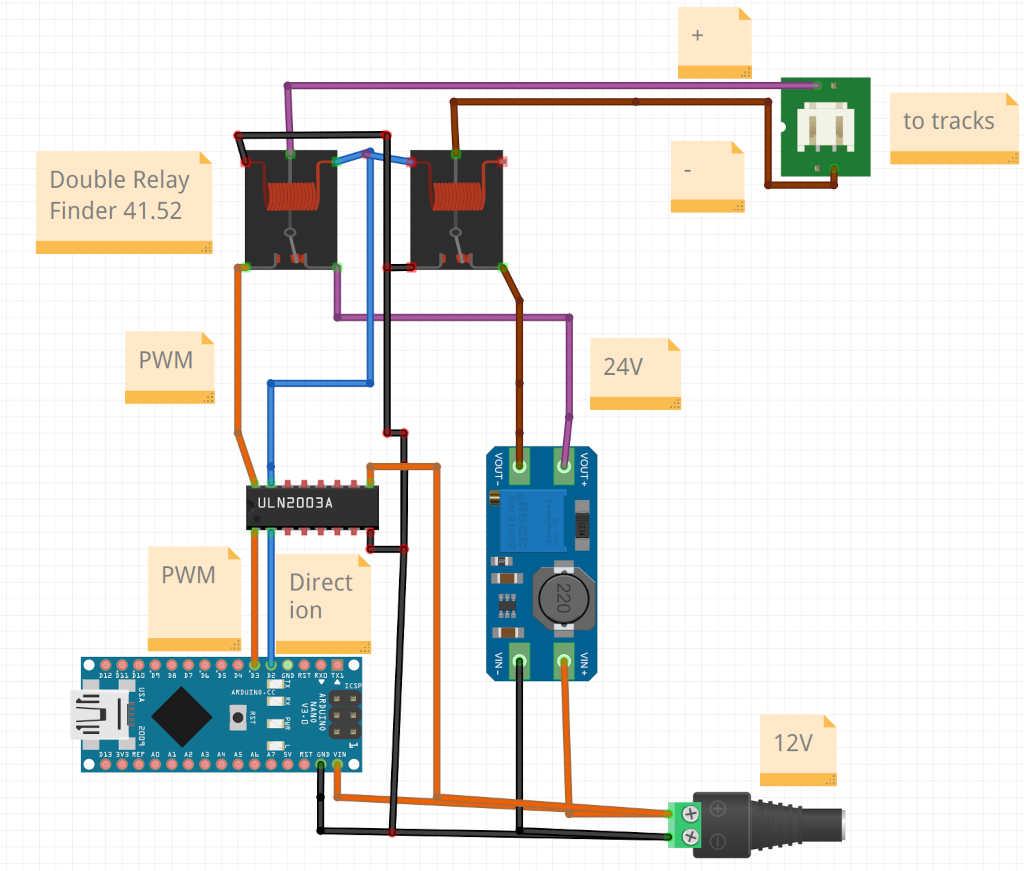 +
to tracks
-
Double Relay
Finder 41.52
PWM
24V
VOUT-
VOUT+
ULN2003A
PWM
Direct
ion
220
VIN-
VIN+
D12 D11 D10 D9 D8 D7 D6 D5 D4 D3 D2 GND RST RX0 TX1
USA
2009
ARDUINO.CC
RST
TX
RX
PWR
L
ARDUINO
NANO
V3.0
ICSP
1
D13 3V3 REF A0 A1 A2 A3 A4 A5 A6 A7 5V RST GND VIN
12V